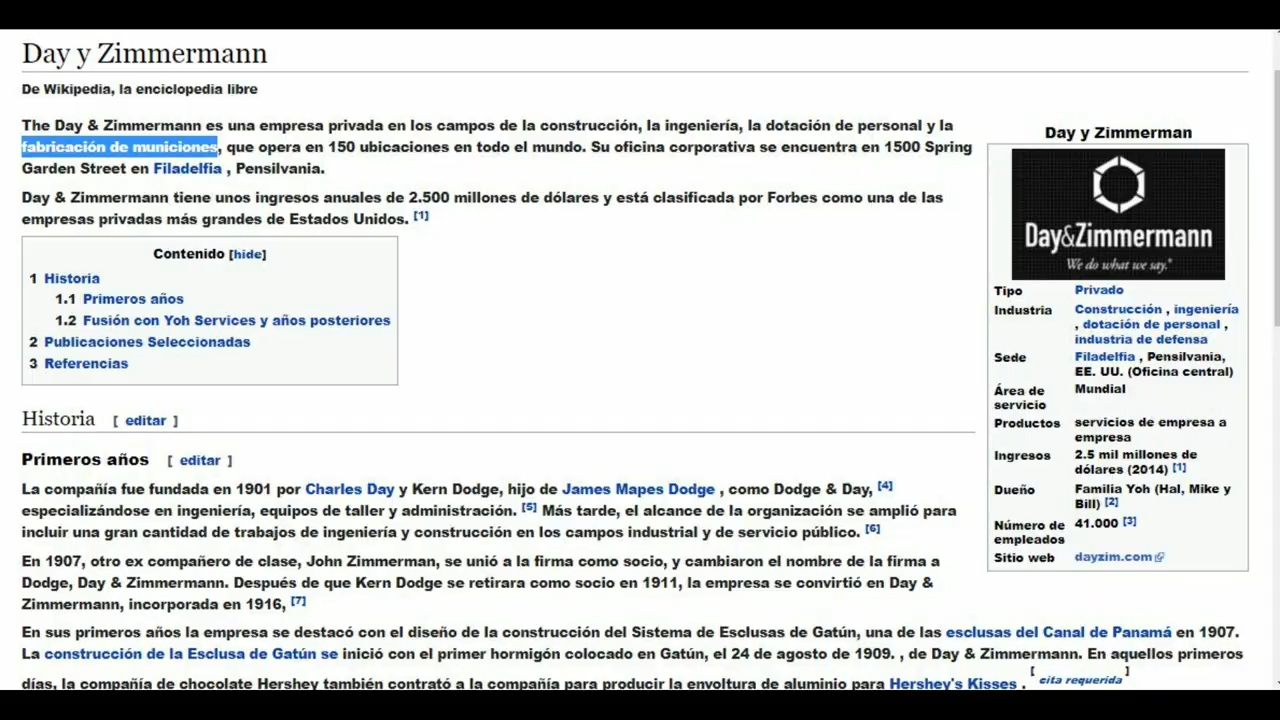 Day y Zimmermann
De Wikipedia, la enciclopedia libre
The Day & Zimmermann es una empresa privada en los campos de la construcción, la ingeniería, la dotación de personal y la
fabricación de municiones, que opera en 150 ubicaciones en todo el mundo. Su oficina corporativa se encuentra en 1500 Spring
Garden Street en Filadelfia , Pensilvania.
Day & Zimmermann tiene unos ingresos anuales de 2.500 millones de dólares y está clasificada por Forbes como una de las
empresas privadas más grandes de Estados Unidos. [1]
Contenido [hide]
1 Historia
1.1 Primeros años
1.2 Fusión con Yoh Services y años posteriores
2 Publicaciones Seleccionadas
3 Referencias
Day y Zimmerman
Day&Zimmermann
We do what we say.®
Tipo Privado
Industria Construcción , ingeniería
, dotación de personal ,
industria de defensa
Sede Filadelfia , Pensilvania,
EE. UU. (Oficina central)
Área de Mundial
servicio
Productos servicios de empresa a
empresa
Ingresos 2.5 mil millones de
dólares (2014) [1]
Dueño Familia Yoh (Hal, Mike y
Bill) [2]
Número de 41.000 [3]
empleados
Sitio web dayzim.com
Historia [ editar ]
Primeros años [ editar ]
La compañía fue fundada en 1901 por Charles Day y Kern Dodge, hijo de James Mapes Dodge , como Dodge & Day, [4]
especializándose en ingeniería, equipos de taller y administración. [5] Más tarde, el alcance de la organización se amplió para
incluir una gran cantidad de trabajos de ingeniería y construcción en los campos industrial y de servicio público. [6]
En 1907, otro ex compañero de clase, John Zimmerman, se unió a la firma como socio, y cambiaron el nombre de la firma a
Dodge, Day & Zimmermann. Después de que Kern Dodge se retirara como socio en 1911, la empresa se convirtió en Day &
Zimmermann, incorporada en 1916, [7]
En sus primeros años la empresa se destacó con el diseño de la construcción del Sistema de Esclusas de Gatún, una de las esclusas del Canal de Panamá en 1907.
La construcción de la Esclusa de Gatún se inició con el primer hormigón colocado en Gatún, el 24 de agosto de 1909. , de Day & Zimmermann. En aquellos primeros
días, la compañía de chocolate Hershey también contrató a la compañía para producir la envoltura de aluminio para Hershey's Kisses . [ cita requerida ]